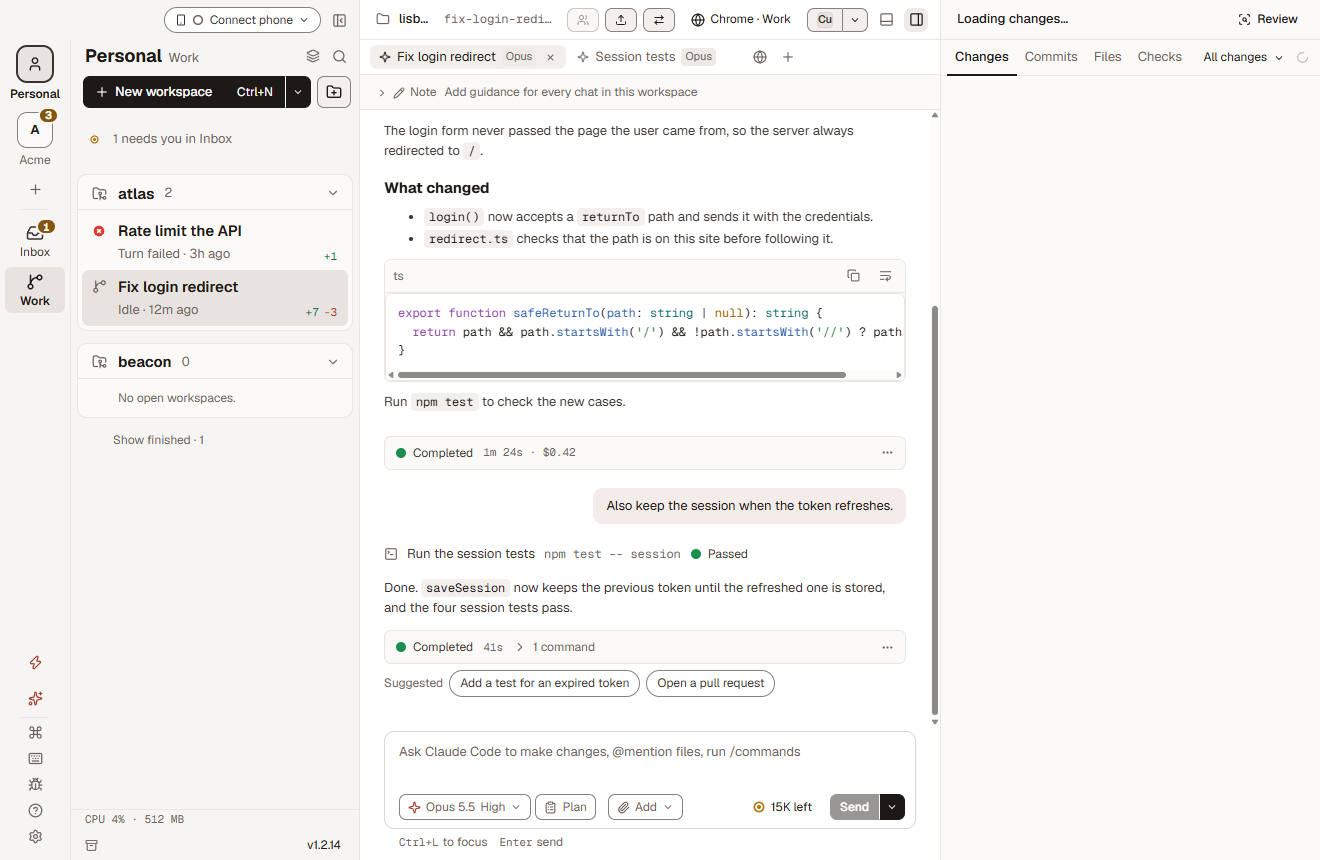 Connect phone
Personal
Acme
3
A
Inbox
1
Work
Personal Work
New workspace Ctrl+N
1 needs you in Inbox
atlas 2
Rate limit the API
Turn failed · 3h ago +1
Fix login redirect
Idle · 12m ago +7 -3
beacon 0
No open workspaces.
Show finished · 1
CPU 4% · 512 MB
v1.2.14
lisb... fix-login-redi... Chrome · Work Cu
Fix login redirect Opus × Session tests Opus
Note Add guidance for every chat in this workspace
The login form never passed the page the user came from, so the server always
redirected to / .
What changed
• login() now accepts a returnTo path and sends it with the credentials.
• redirect.ts checks that the path is on this site before following it.
ts
export function safeReturnTo(path: string | null): string {
return path && path.startsWith('/') && !path.startsWith('//') ? path
}
Run npm test to check the new cases.
Completed 1m 24s · $0.42
Also keep the session when the token refreshes.
Run the session tests npm test -- session Passed
Done. saveSession now keeps the previous token until the refreshed one is stored,
and the four session tests pass.
Completed 41s 1 command
Suggested Add a test for an expired token Open a pull request
Ask Claude Code to make changes, @mention files, run /commands
Opus 5.5 High Plan Add 15K left Send
Ctrl+L to focus Enter send
Loading changes... Review
Changes Commits Files Checks All changes